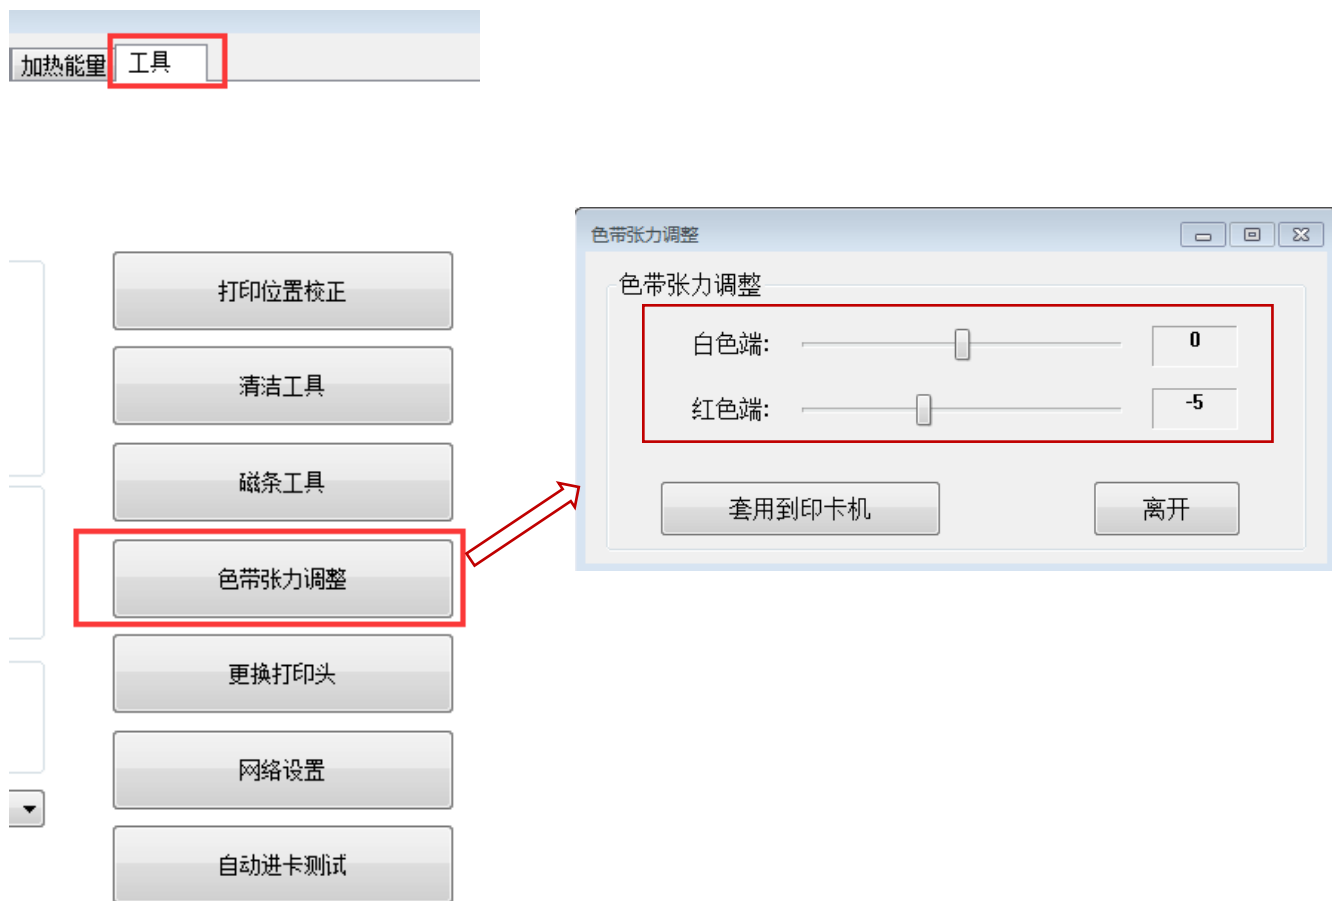 加热能量
工具
打印位置校正
清洁工具
磁条工具
色带张力调整
更换打印头
网络设置
自动进卡测试
色带张力调整
色带张力调整
白色端: 0
红色端: -5
套用到印卡机
离开